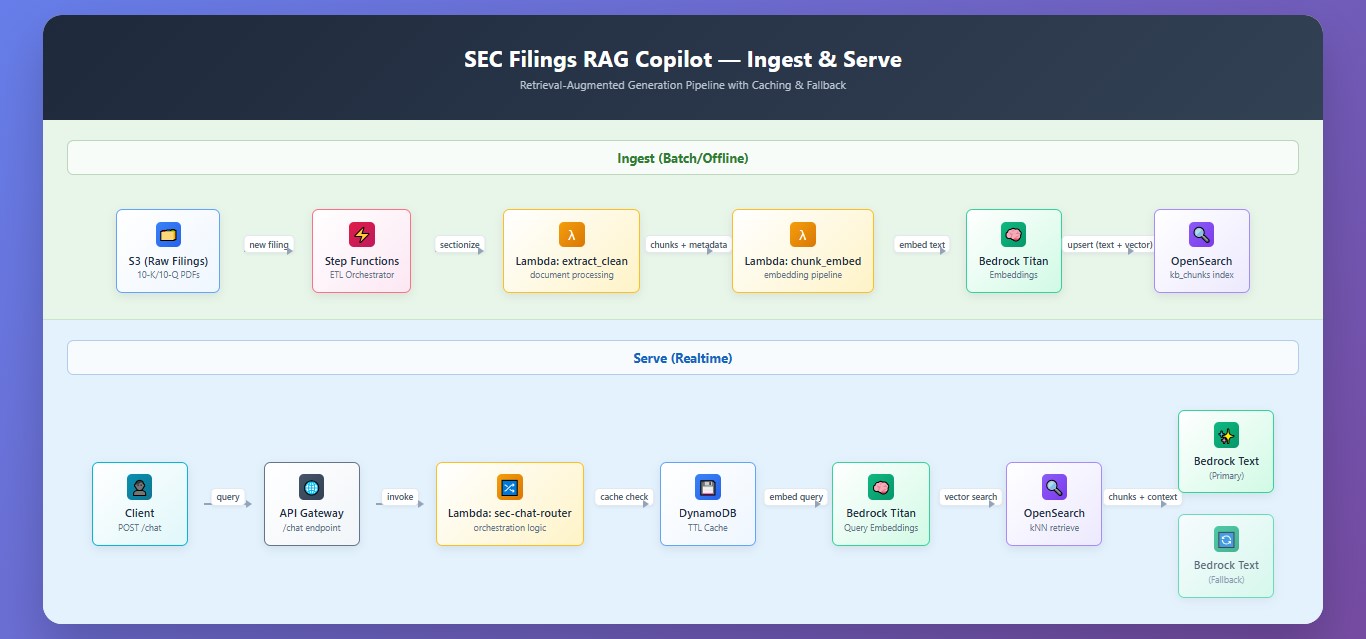 SEC Filings RAG Copilot — Ingest & Serve
Retrieval-Augmented Generation Pipeline with Caching & Fallback
Ingest (Batch/Offline)
S3 (Raw Filings)
10-K/10-Q PDFs
new filing
Step Functions
ETL Orchestrator
sectionize
λ
Lambda: extract_clean
document processing
chunks + metadata
λ
Lambda: chunk_embed
embedding pipeline
embed text
Bedrock Titan
Embeddings
upsert (text + vector)
OpenSearch
kb_chunks index
Serve (Realtime)
Client
POST /chat
query
API Gateway
/chat endpoint
invoke
Lambda: sec-chat-router
orchestration logic
cache check
DynamoDB
TTL Cache
embed query
Bedrock Titan
Query Embeddings
vector search
OpenSearch
kNN retrieve
chunks + context
Bedrock Text
(Primary)
Bedrock Text
(Fallback)